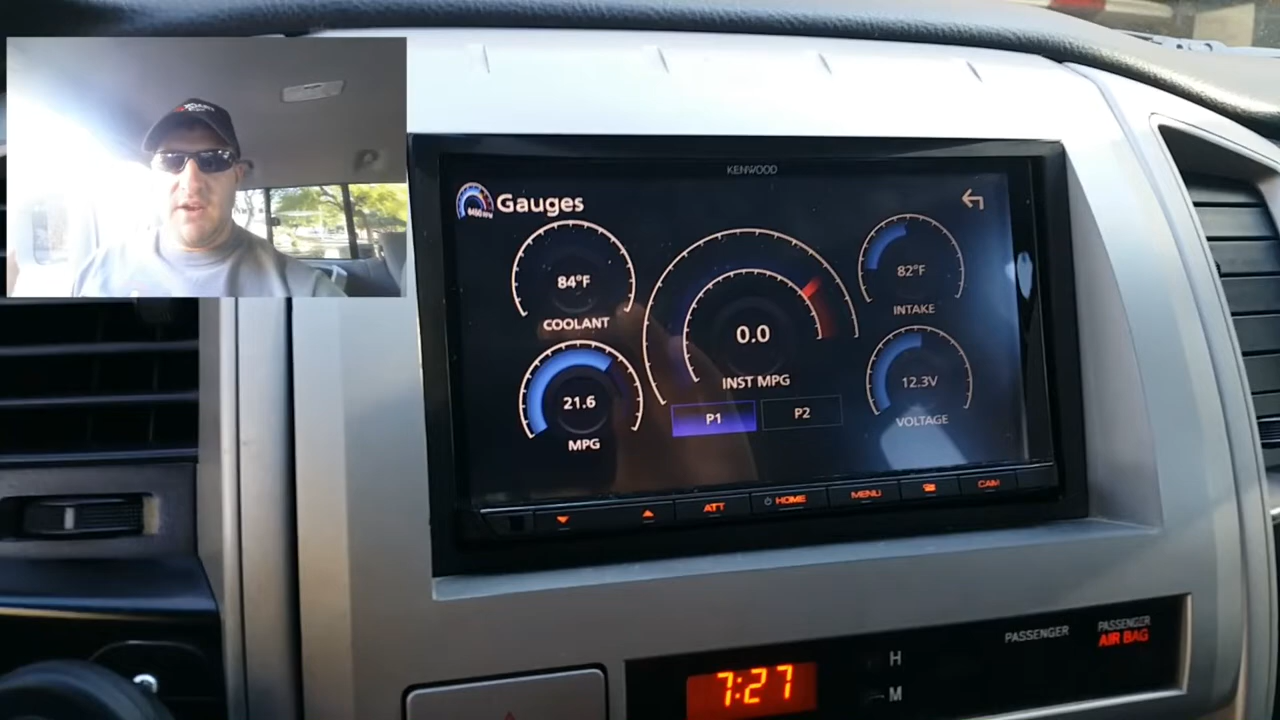 KENWOOD
Gauges
84°F
COOLANT
21.6
MPG
0.0
INST MPG
P1
P2
82°F
INTAKE
12.3V
VOLTAGE
ATT
HOME
MENU
CAM
PASSENGER
PASSENGER
AIR BAG
7:27
H
M